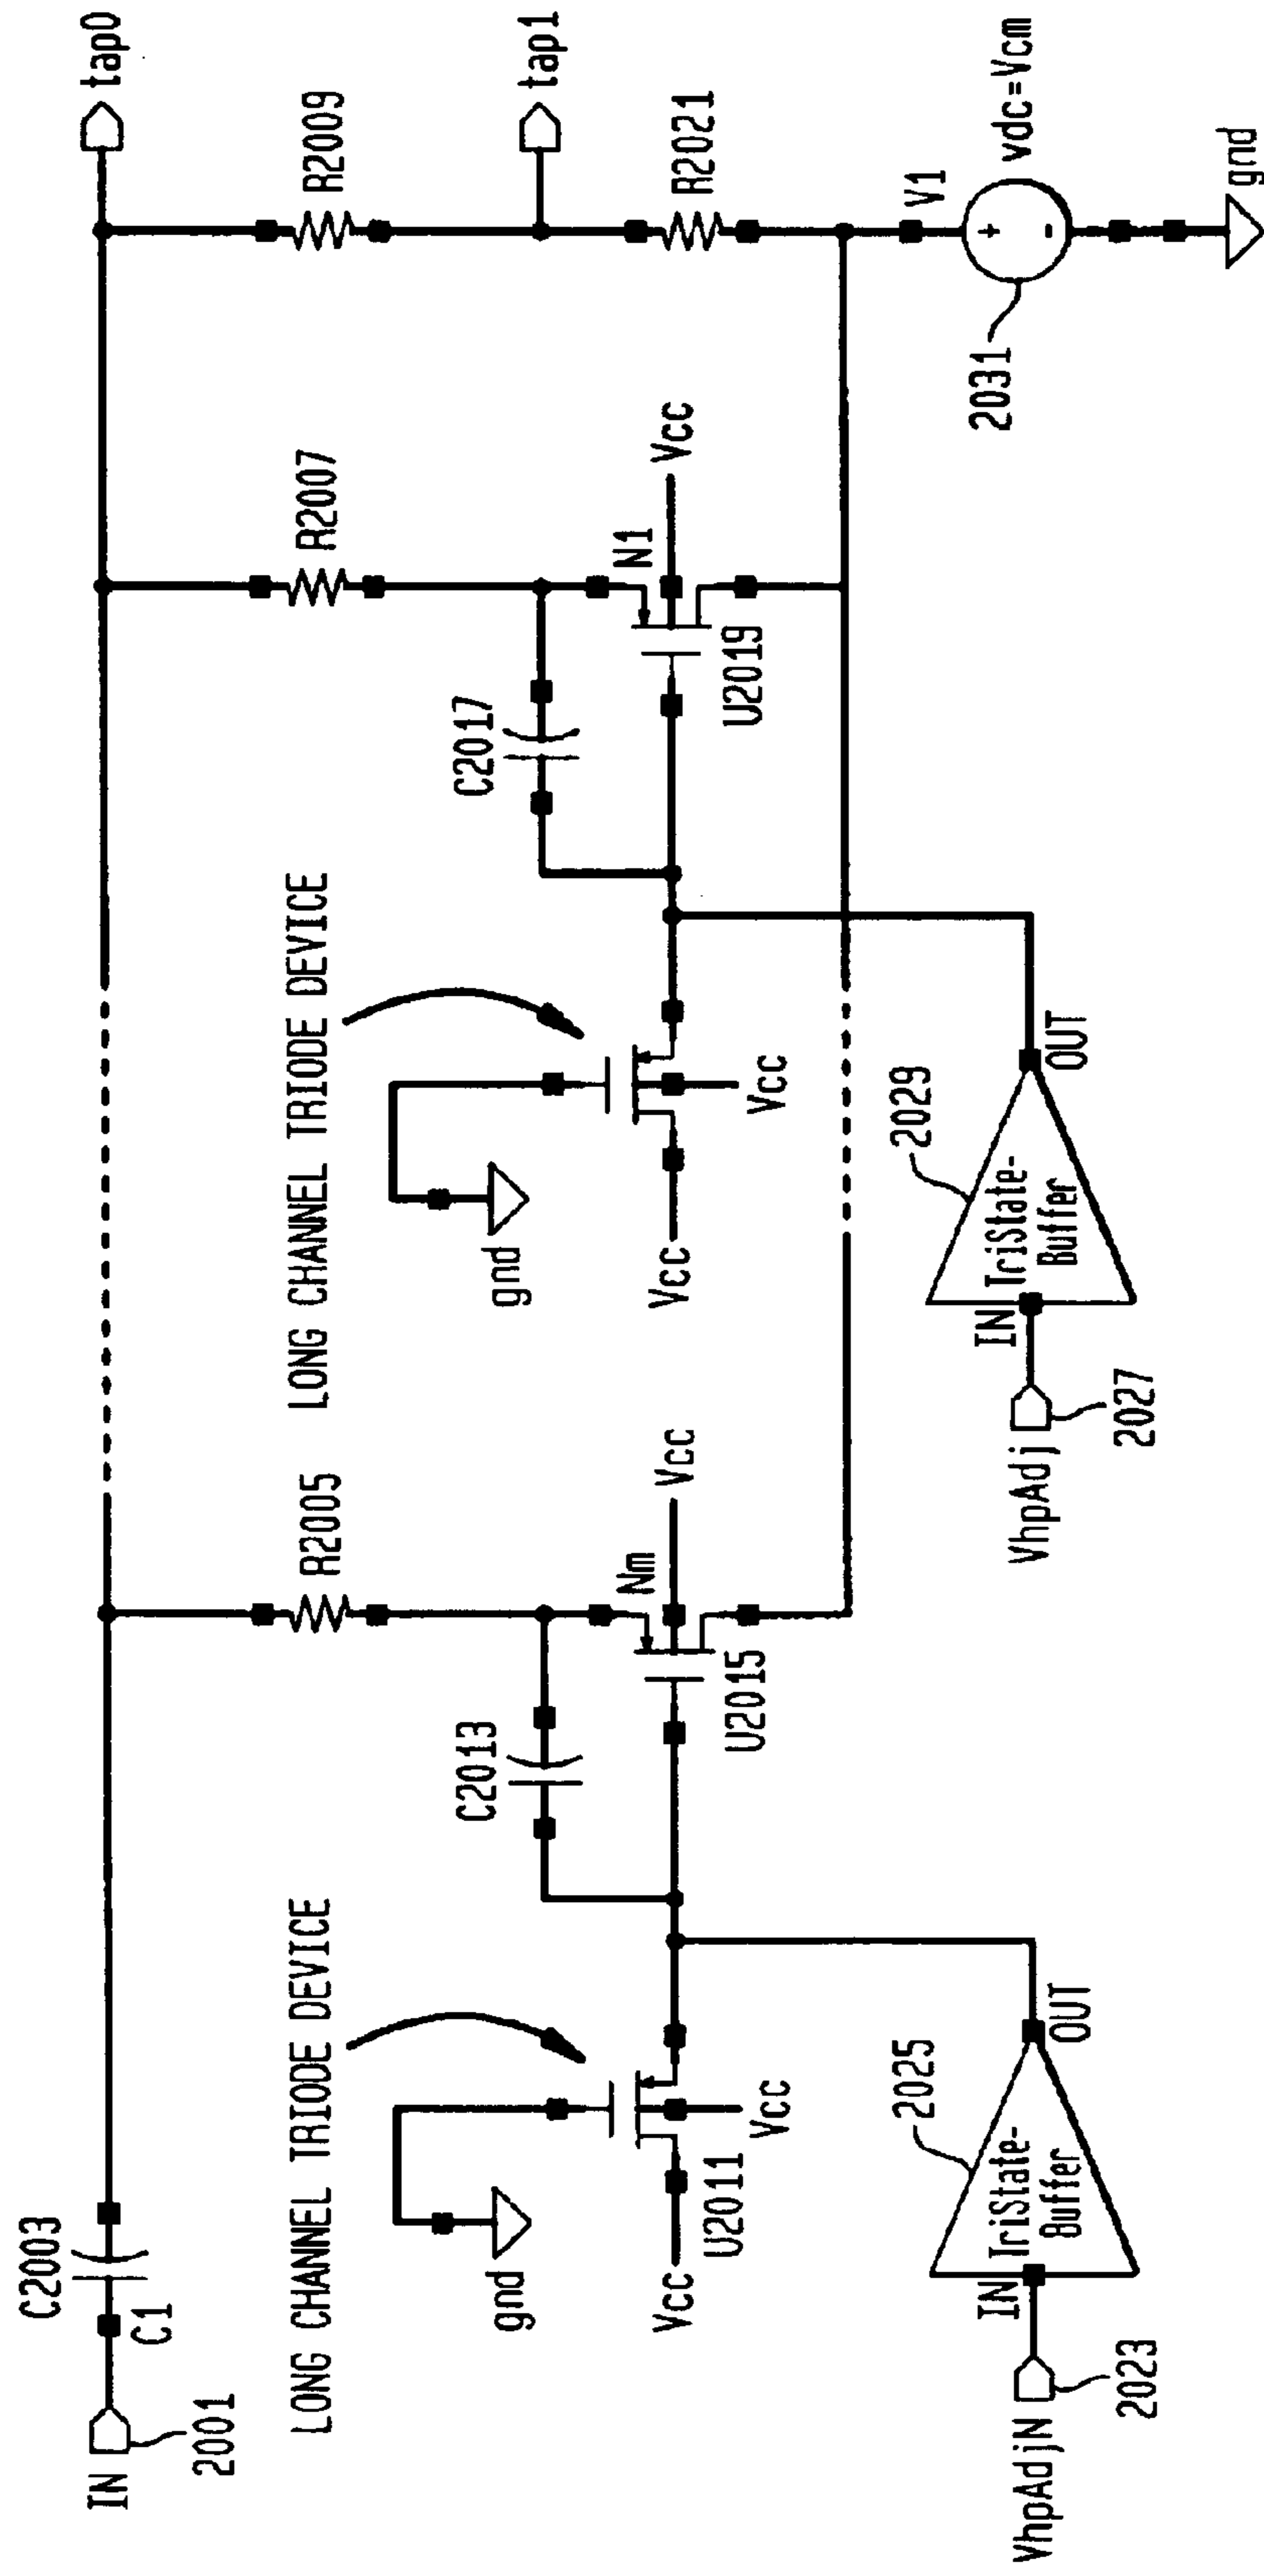 IN
2001
C2003
C1
tap0
R2005
R2007
R2009
tap1
LONG CHANNEL TRIODE DEVICE
gnd
Vcc
U2011
Vcc
C2013
Nm
Vcc
U2015
LONG CHANNEL TRIODE DEVICE
gnd
Vcc
Vcc
C2017
N1
Vcc
U2019
R2021
VhpAdjN
2023
IN
TriState-
Buffer
2025
OUT
VhpAdj
2027
IN
TriState-
Buffer
2029
OUT
2031
V1
+
-
vdc=Vcm
gnd